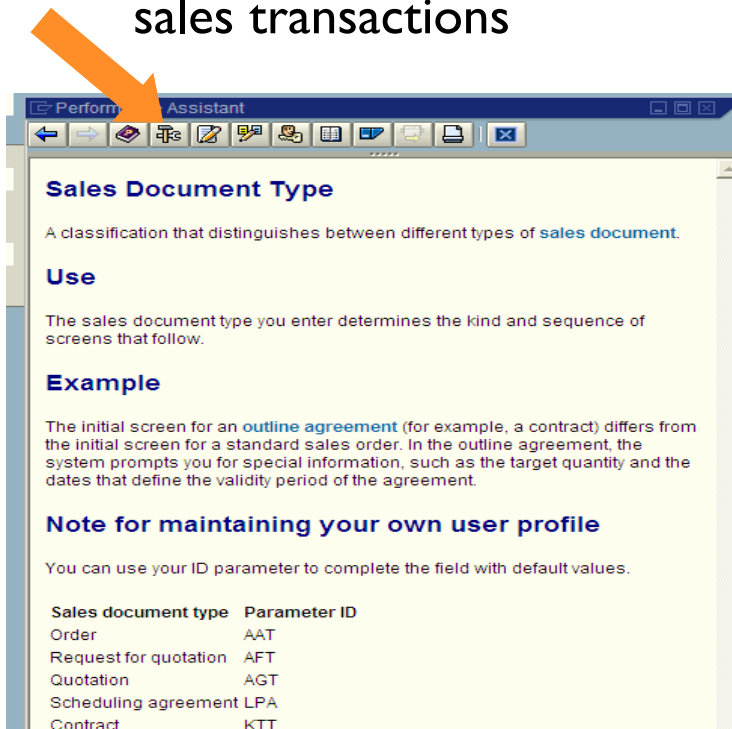 sales transactions
Perform Assistant
Sales Document Type
A classification that distinguishes between different types of sales document.
Use
The sales document type you enter determines the kind and sequence of
screens that follow.
Example
The initial screen for an outline agreement (for example, a contract) differs from
the initial screen for a standard sales order. In the outline agreement, the
system prompts you for special information, such as the target quantity and the
dates that define the validity period of the agreement.
Note for maintaining your own user profile
You can use your ID parameter to complete the field with default values.
Sales document type Parameter ID
Order AAT
Request for quotation AFT
Quotation AGT
Scheduling agreement LPA
Contract KTT